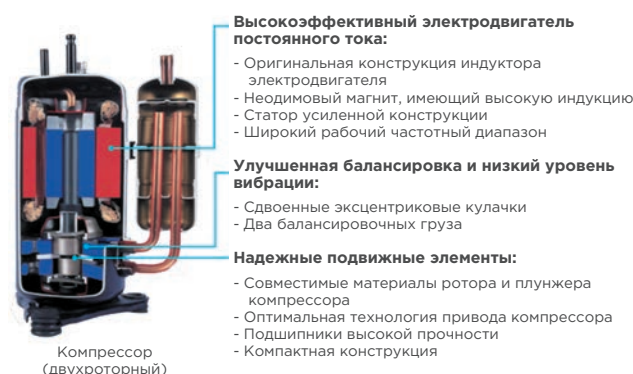 Высокоэффективный электродвигатель
постоянного тока:
- Оригинальная конструкция индуктора
электродвигателя
- Неодимовый магнит, имеющий высокую индукцию
- Статор усиленной конструкции
- Широкий рабочий частотный диапазон
Улучшенная балансировка и низкий уровень
вибрации:
- Сдвоенные эксцентриковые кулачки
- Два балансировочных груза
Надежные подвижные элементы:
- Совместимые материалы ротора и плунжера
компрессора
- Оптимальная технология привода компрессора
- Подшипники высокой прочности
- Компактная конструкция
Компрессор
(двухроторный)